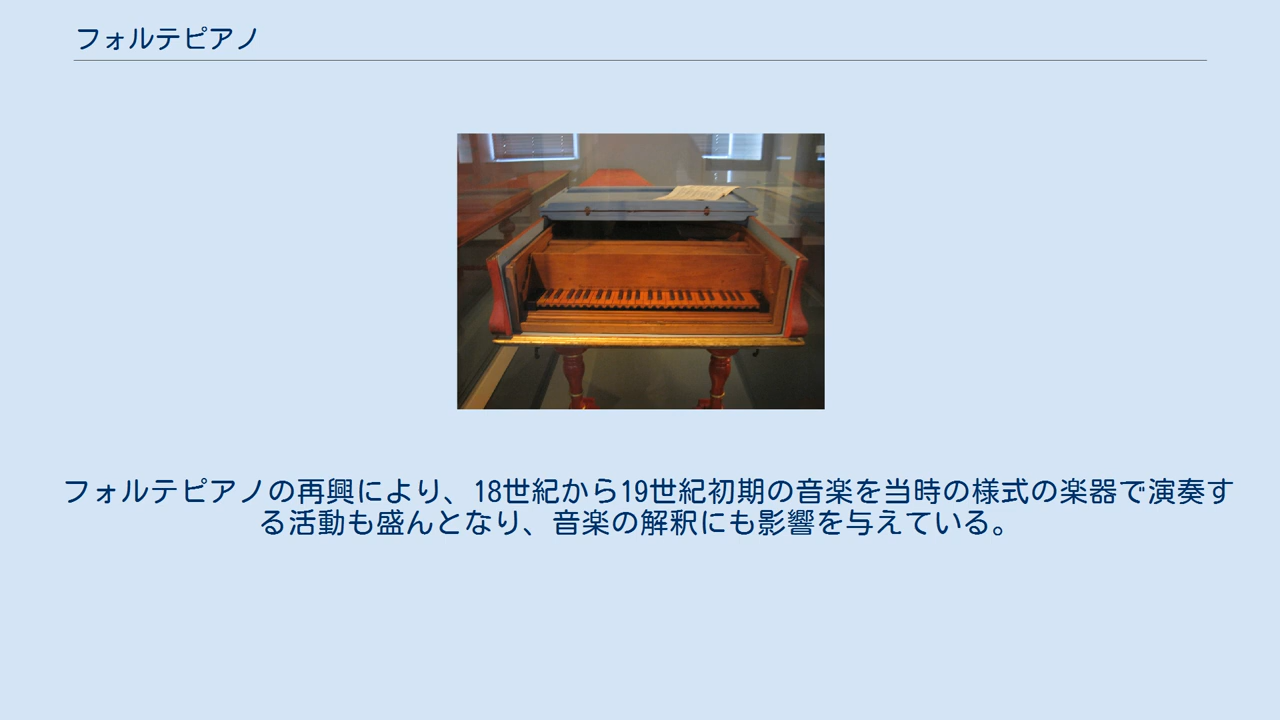 フォルテピアノ
フォルテピアノの再興により、18世紀から19世紀初期の音楽を当時の様式の楽器で演奏す
る活動も盛んとなり、音楽の解釈にも影響を与えている。